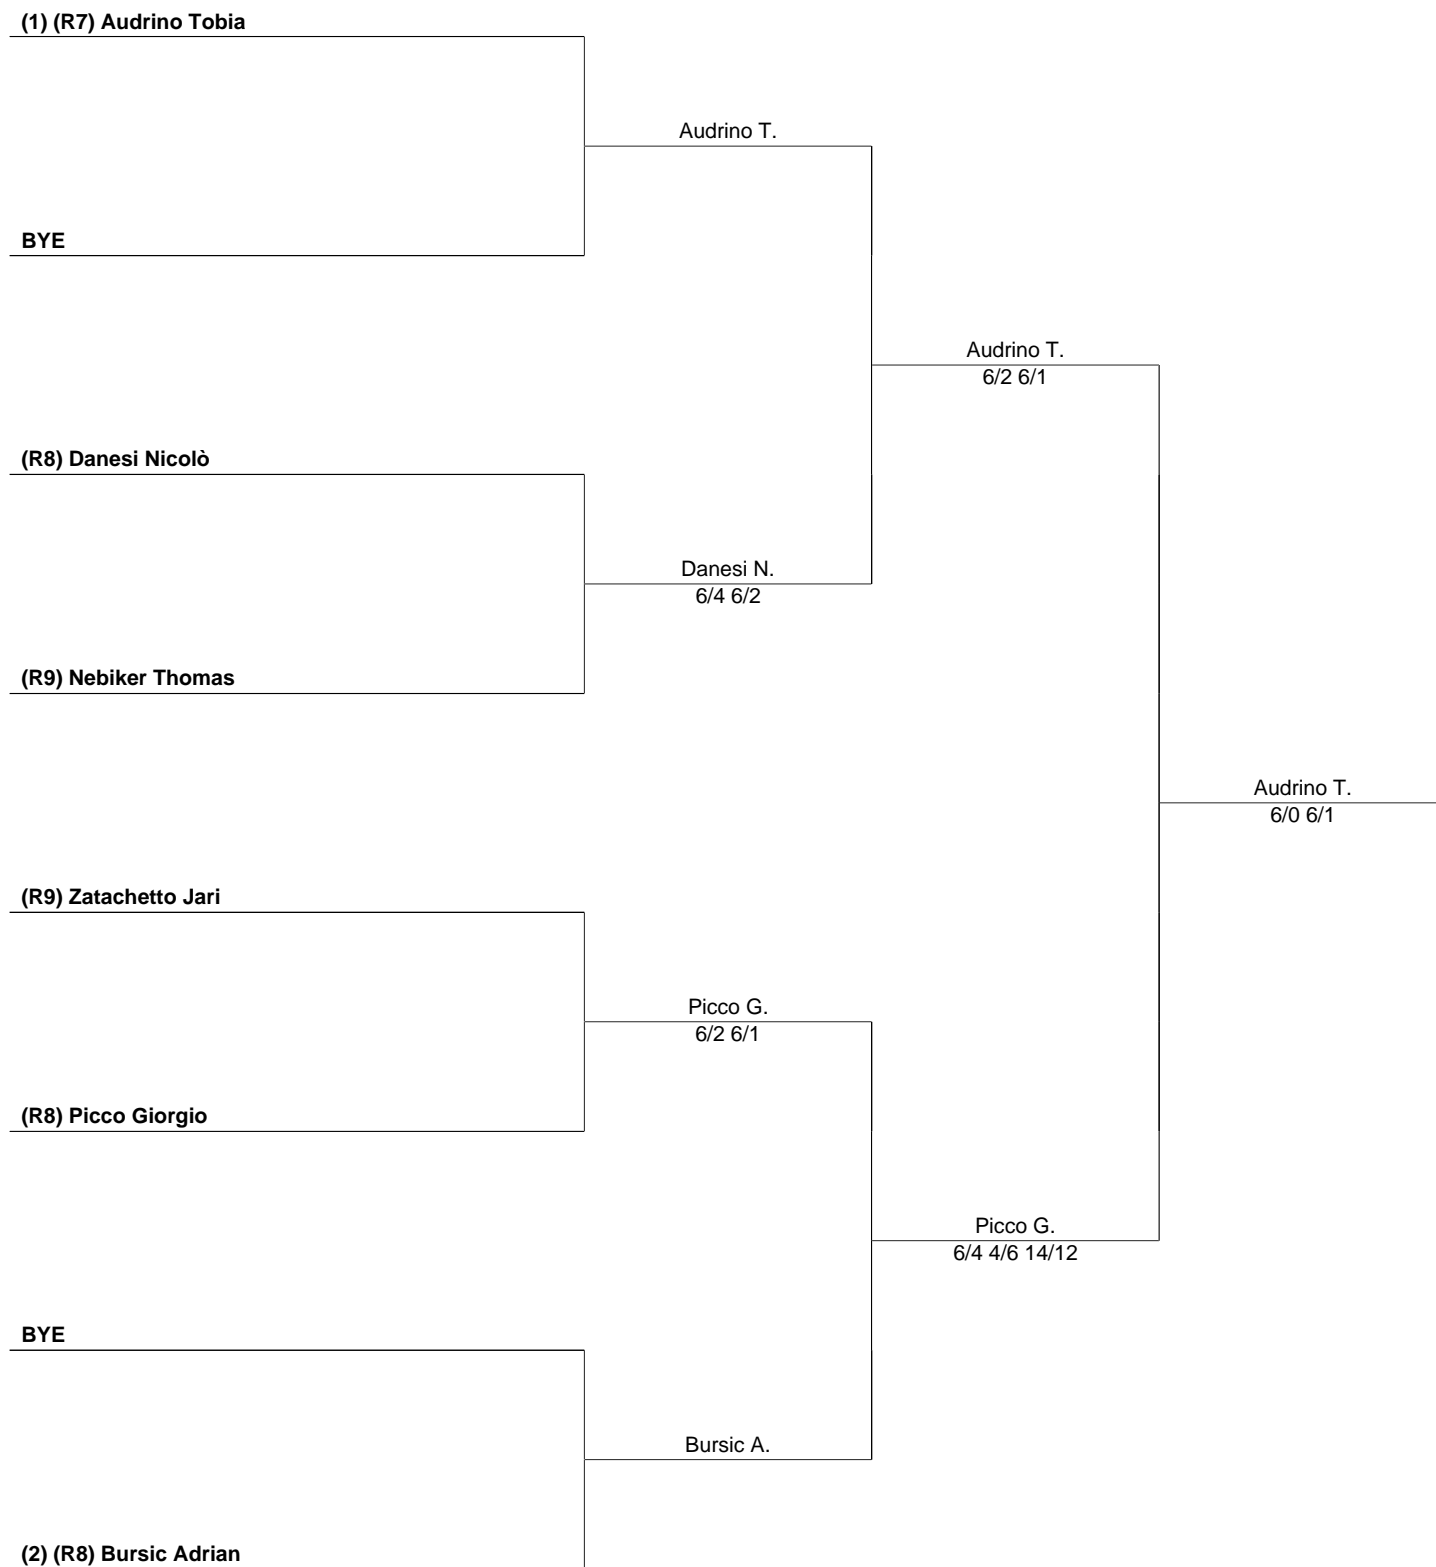 (1) (R7) Audrino Tobia
Audrino T.
BYE
Audrino T.
6/2 6/1
(R8) Danesi Nicolò
Danesi N.
6/4 6/2
(R9) Nebiker Thomas
Audrino T.
6/0 6/1
(R9) Zatachetto Jari
Picco G.
6/2 6/1
(R8) Picco Giorgio
Picco G.
6/4 4/6 14/12
BYE
Bursic A.
(2) (R8) Bursic Adrian